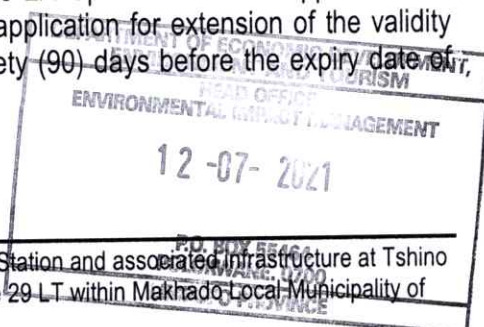 application for extension of the validity
ety (90) days before the expiry date of,
DEPARTMENT OF ECONOMIC DEVELOPMENT,
AND TOURISM
HEAD OFFICE
ENVIRONMENTAL IMPACT MANAGEMENT
12 -07- 2021
P.O. BOX 55464
0700
PROVINCE
Station and associated infrastructure at Tshino
29 LT within Makhado Local Municipality of